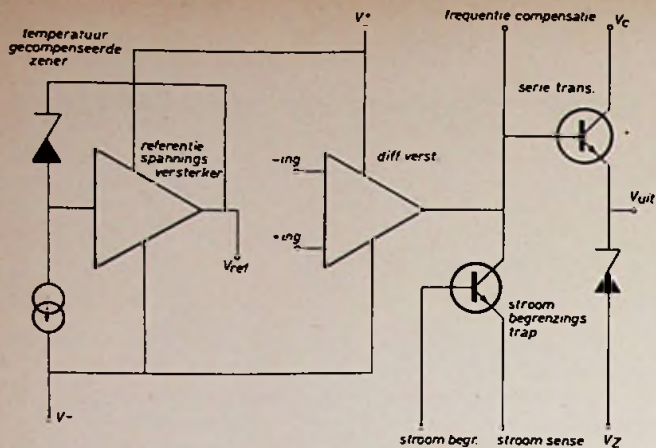 temperatuur
gecompenseerde
zener
V+
frequentie compensatie
Vc
serie trans.
referentie
spannings
versterker
-ing
diff verst.
+ing
Vref
Vuit
stroom
begrenzings
trap
V-
stroom begr.
stroom sense
VZ